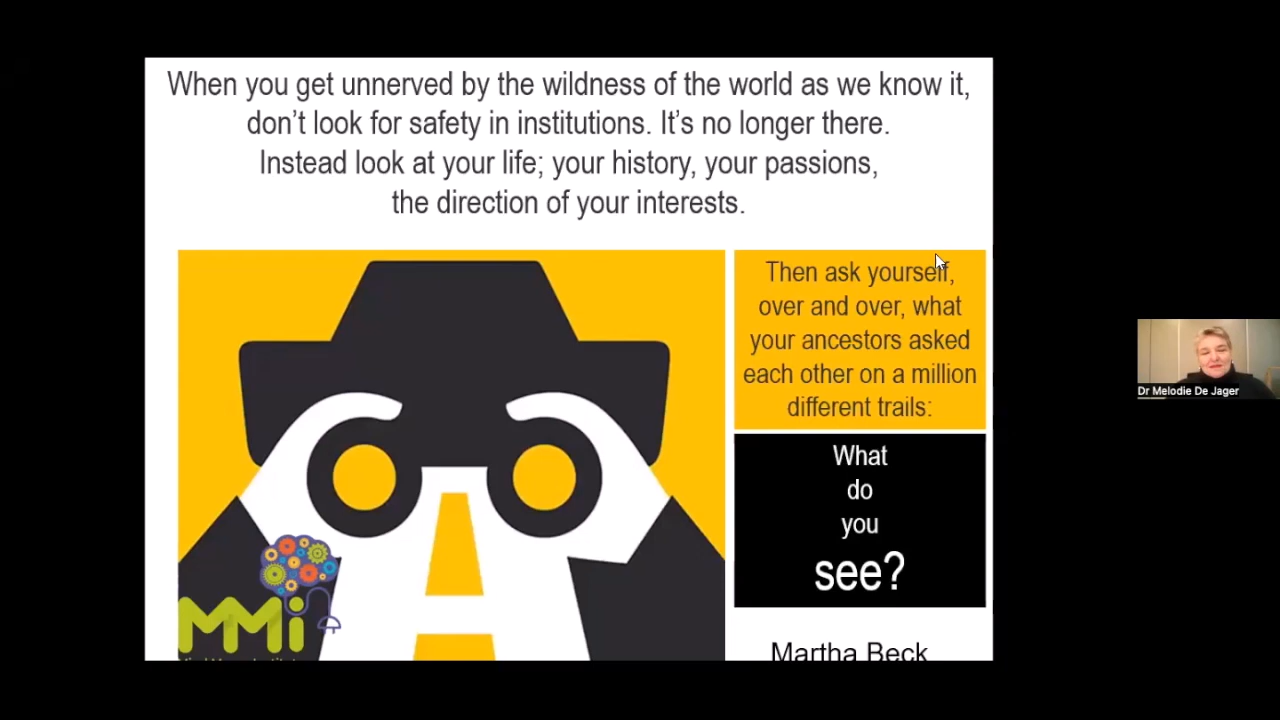 When you get unnerved by the wildness of the world as we know it,
don't look for safety in institutions. It's no longer there.
Instead look at your life; your history, your passions,
the direction of your interests.
Then ask yourself,
over and over, what
your ancestors asked
each other on a million
different trails:
What
do
you
see?
Martha Beck
MMi
Dr Melodie De Jager